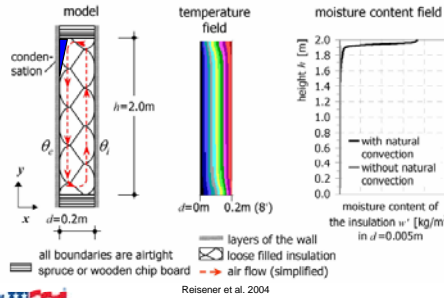 model
temperature
field
moisture content field
conden-
sation
h=2.0m
θc
θi
y
x
d=0.2m
d=0m 0.2m (8')
height h [m]
2.0
1.8
1.6
1.4
1.2
1.0
0.8
0.6
0.4
0.2
0.0
with natural
convection
without natural
convection
moisture content of
the insulation w' [kg/m
in d=0.005m
all boundaries are airtight
spruce or wooden chip board
layers of the wall
loose filled insulation
air flow (simplified)
Reisener et al. 2004